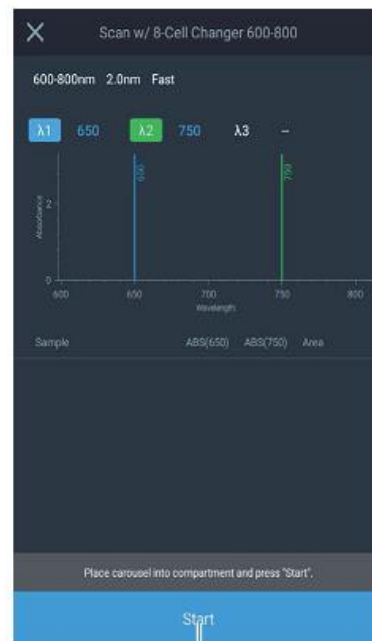 Scan w/ 8-Cell Changer 600-800
600-800nm 2.0nm Fast
λ1 650 λ2 750 λ3 –
Absorbance
2
0
650
750
600 650 700 750 800
Wavelength
Sample ABS(650) ABS(750) Area
Place carousel into compartment and press "Start".
Start